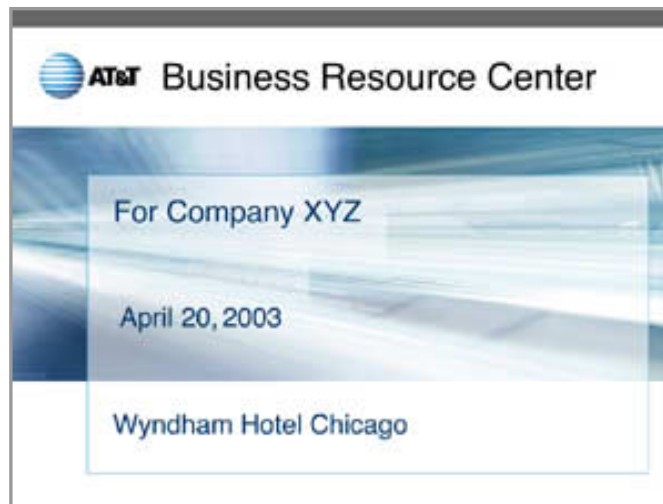 AT&T Business Resource Center
For Company XYZ
April 20, 2003
Wyndham Hotel Chicago